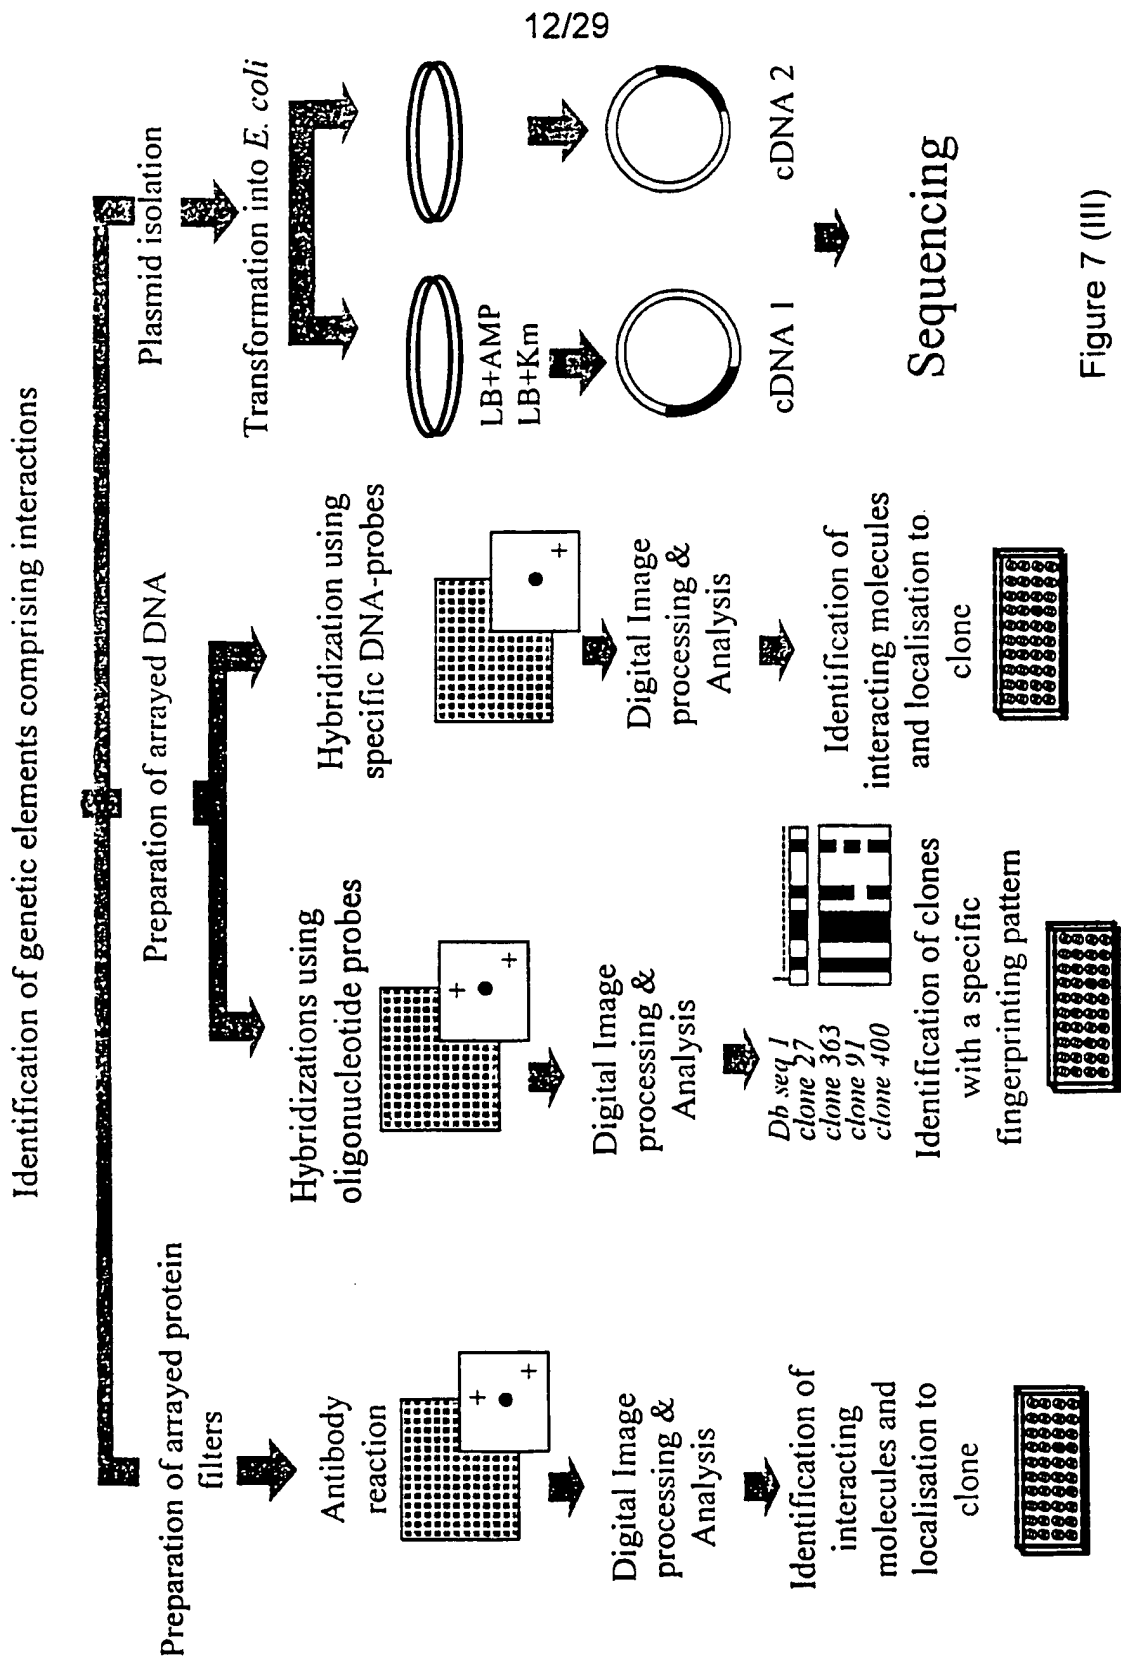 12/29
Identification of genetic elements comprising interactions
Preparation of arrayed protein
filters
Antibody
reaction
Digital Image
processing &
Analysis
Identification of
interacting
molecules and
localisation to
clone
Preparation of arrayed DNA
Hybridizations using
oligonucleotide probes
Digital Image
processing &
Analysis
Db seq 1
clone 27
clone 363
clone 91
clone 400
Identification of clones
with a specific
fingerprinting pattern
Hybridization using
specific DNA-probes
Digital Image
processing &
Analysis
Identification of
interacting molecules
and localisation to
clone
Plasmid isolation
Transformation into E. coli
LB+AMP
LB+Km
cDNA 1
cDNA 2
Sequencing
Figure 7 (III)